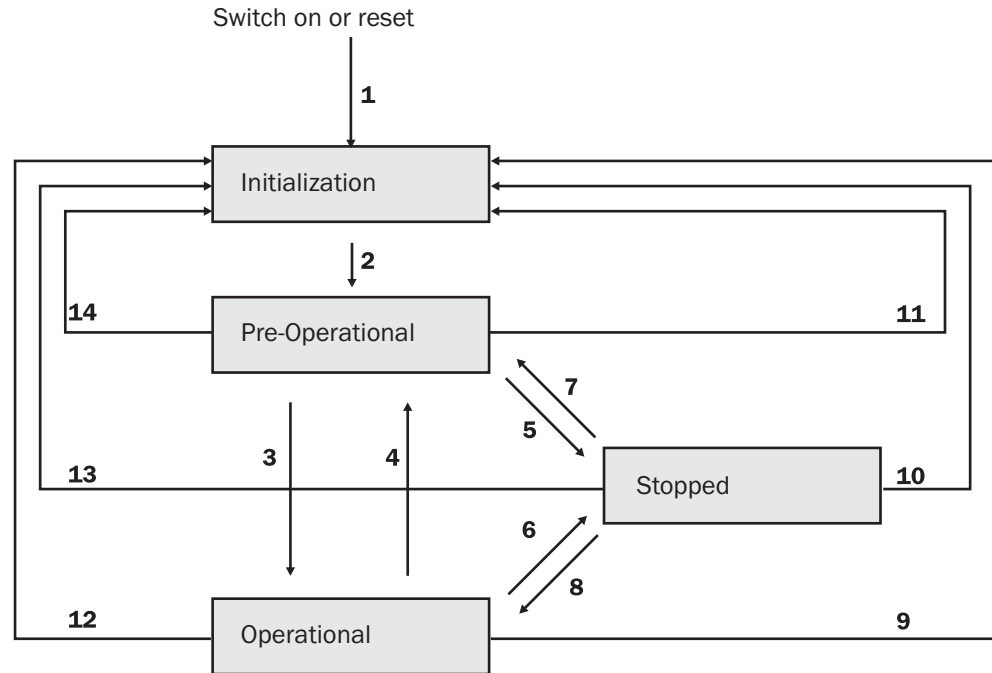 Switch on or reset
1
Initialization
2
14
Pre-Operational
11
7
5
3
4
13
Stopped
10
6
8
12
Operational
9